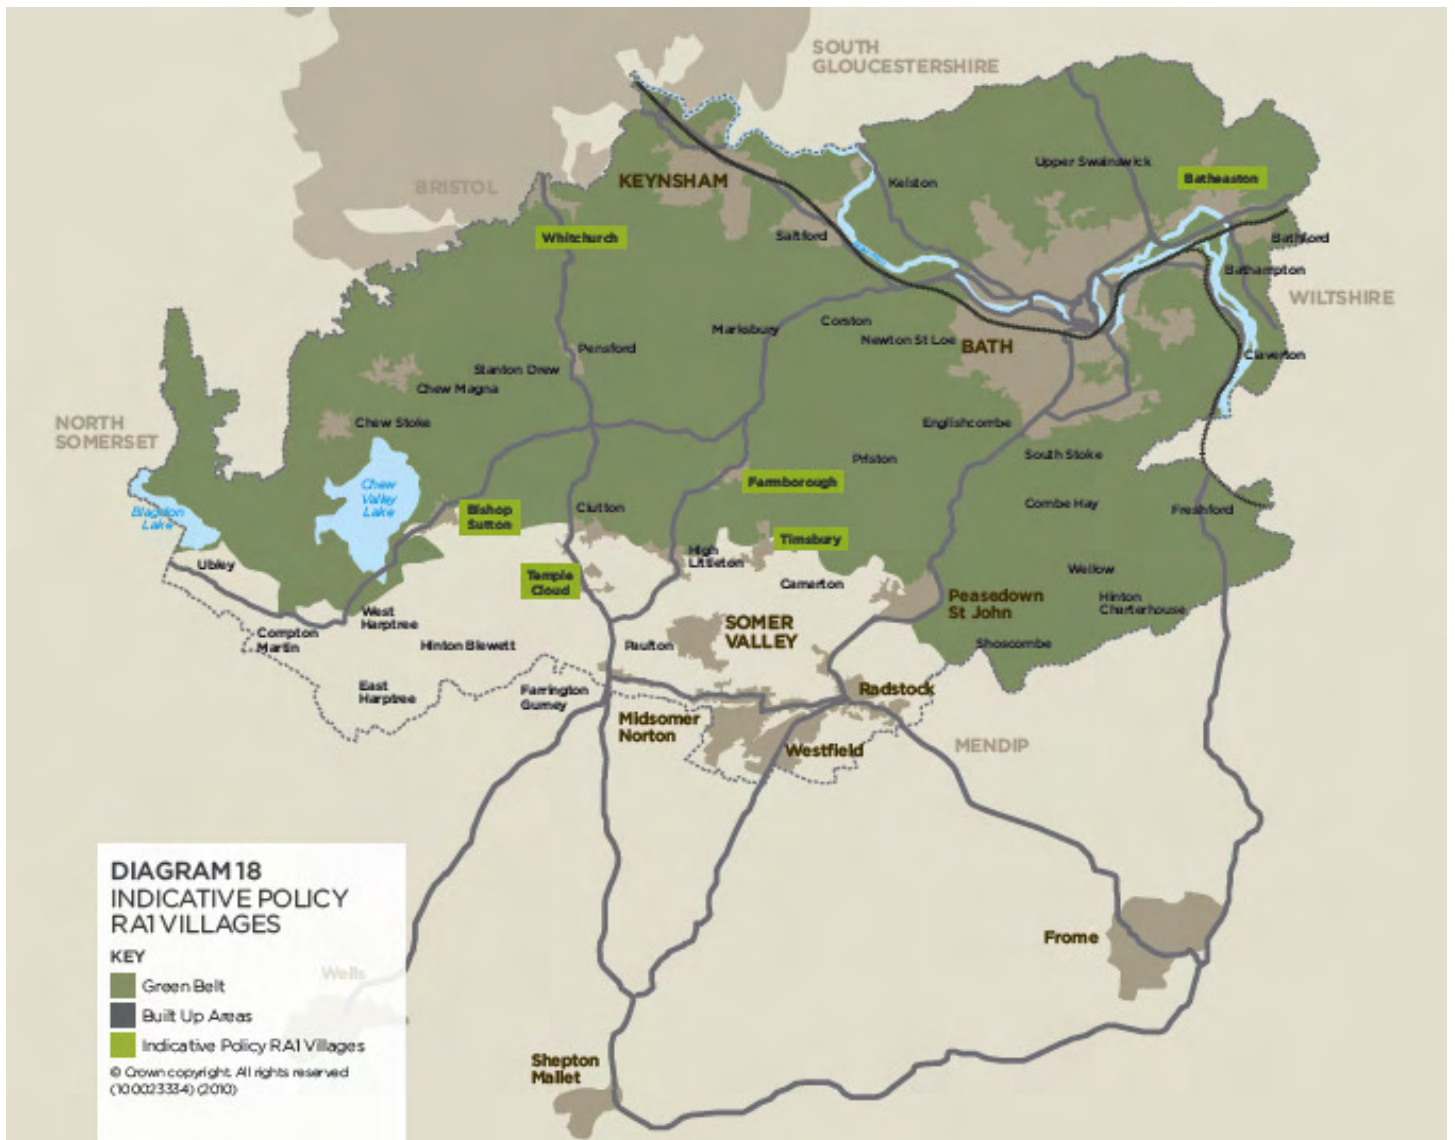 SOUTH
GLOUCESTERSHIRE
Upper Swainswick
Batheaston
BRISTOL
KEYNSHAM
Kelston
Whitchurch
Saltford
Bathford
Bathampton
WILTSHIRE
Marksbury
Corston
Newton St Loe
BATH
Pensford
Claverton
Stanton Drew
Chew Magna
NORTH
SOMERSET
Chew Stoke
Englishcombe
South Stoke
Priston
Chew
Valley
Lake
Farmborough
Blagdon
Lake
Bishop
Sutton
Clutton
Combe Hay
Freshford
Timsbury
High
Littleton
Ubley
Temple
Cloud
Camerton
Wellow
Peasedown
St John
Hinton
Charterhouse
West
Harptree
SOMER
VALLEY
Compton
Martin
Hinton Blewett
Paulton
Shoscombe
East
Harptree
Farrington
Gurney
Radstock
Midsomer
Norton
Westfield
MENDIP
DIAGRAM 18
INDICATIVE POLICY
RA1 VILLAGES
KEY
Wells
Green Belt
Built Up Areas
Indicative Policy RA1 Villages
© Crown copyright. All rights reserved
(100023334) (2010)
Frome
Shepton
Mallet